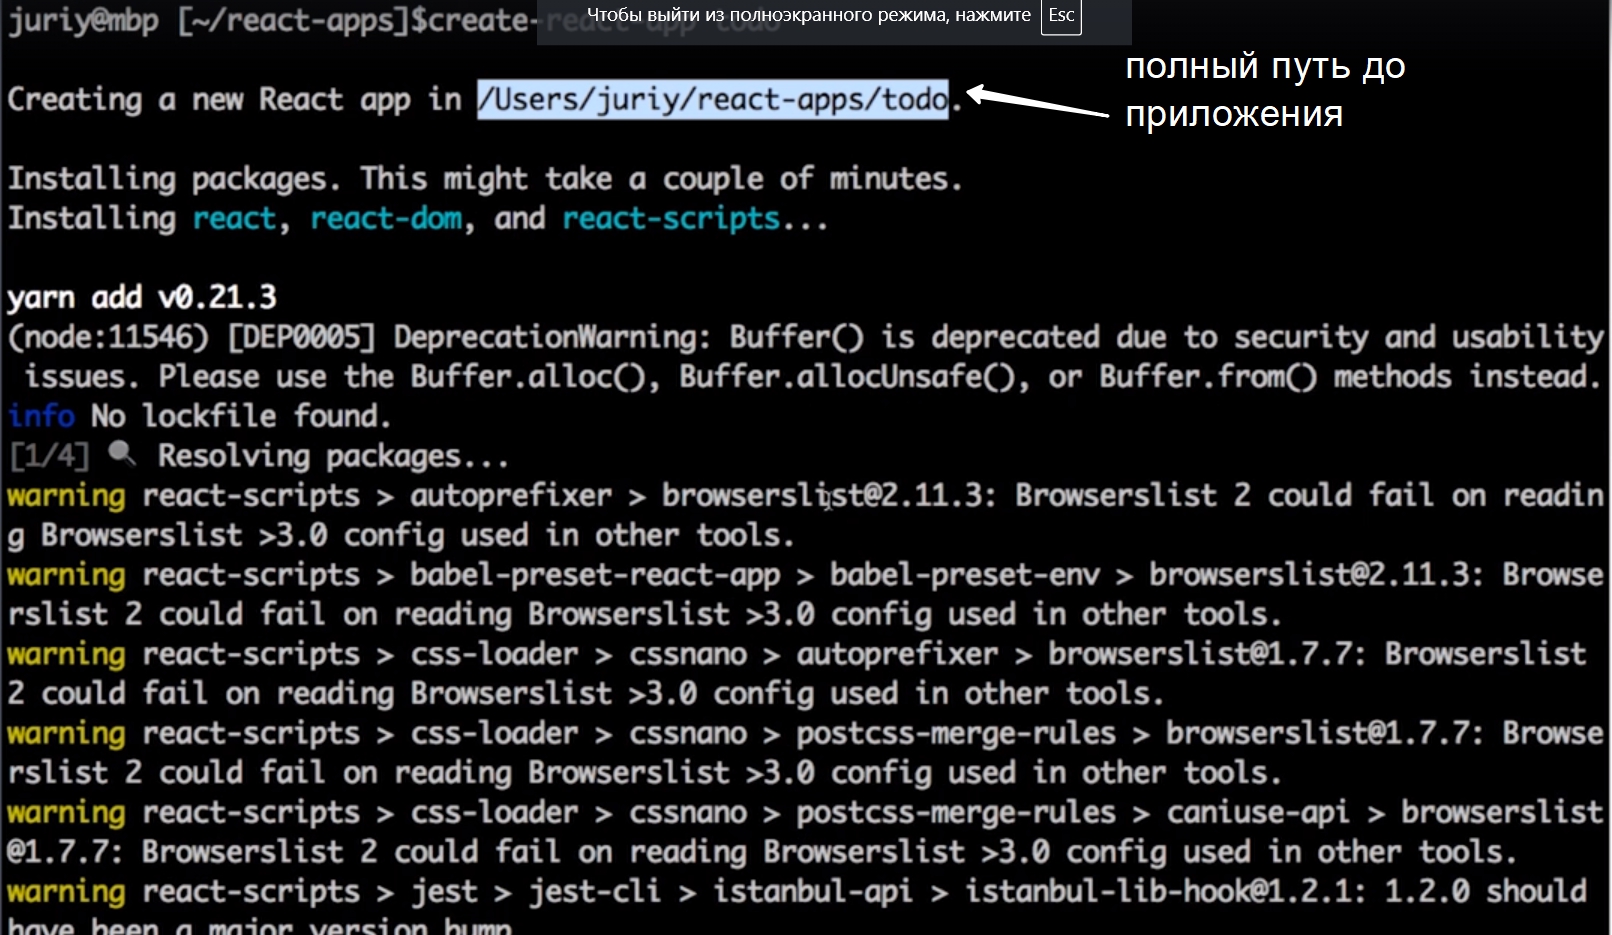 juriy@mbp [~/react-apps]$create-react-app todo
Чтобы выйти из полноэкранного режима, нажмите Esc
полный путь до
приложения
Creating a new React app in /Users/juriy/react-apps/todo.
Installing packages. This might take a couple of minutes.
Installing react, react-dom, and react-scripts...
yarn add v0.21.3
(node:11546) [DEP0005] DeprecationWarning: Buffer() is deprecated due to security and usability
issues. Please use the Buffer.alloc(), Buffer.allocUnsafe(), or Buffer.from() methods instead.
info No lockfile found.
[1/4] 🔍 Resolving packages...
warning react-scripts > autoprefixer > browserslist@2.11.3: Browserslist 2 could fail on readin
g Browserslist >3.0 config used in other tools.
warning react-scripts > babel-preset-react-app > babel-preset-env > browserslist@2.11.3: Browse
rslist 2 could fail on reading Browserslist >3.0 config used in other tools.
warning react-scripts > css-loader > cssnano > autoprefixer > browserslist@1.7.7: Browserslist
2 could fail on reading Browserslist >3.0 config used in other tools.
warning react-scripts > css-loader > cssnano > postcss-merge-rules > browserslist@1.7.7: Browse
rslist 2 could fail on reading Browserslist >3.0 config used in other tools.
warning react-scripts > css-loader > cssnano > postcss-merge-rules > caniuse-api > browserslist
@1.7.7: Browserslist 2 could fail on reading Browserslist >3.0 config used in other tools.
warning react-scripts > jest > jest-cli > istanbul-api > istanbul-lib-hook@1.2.1: 1.2.0 should
have been a major version bump